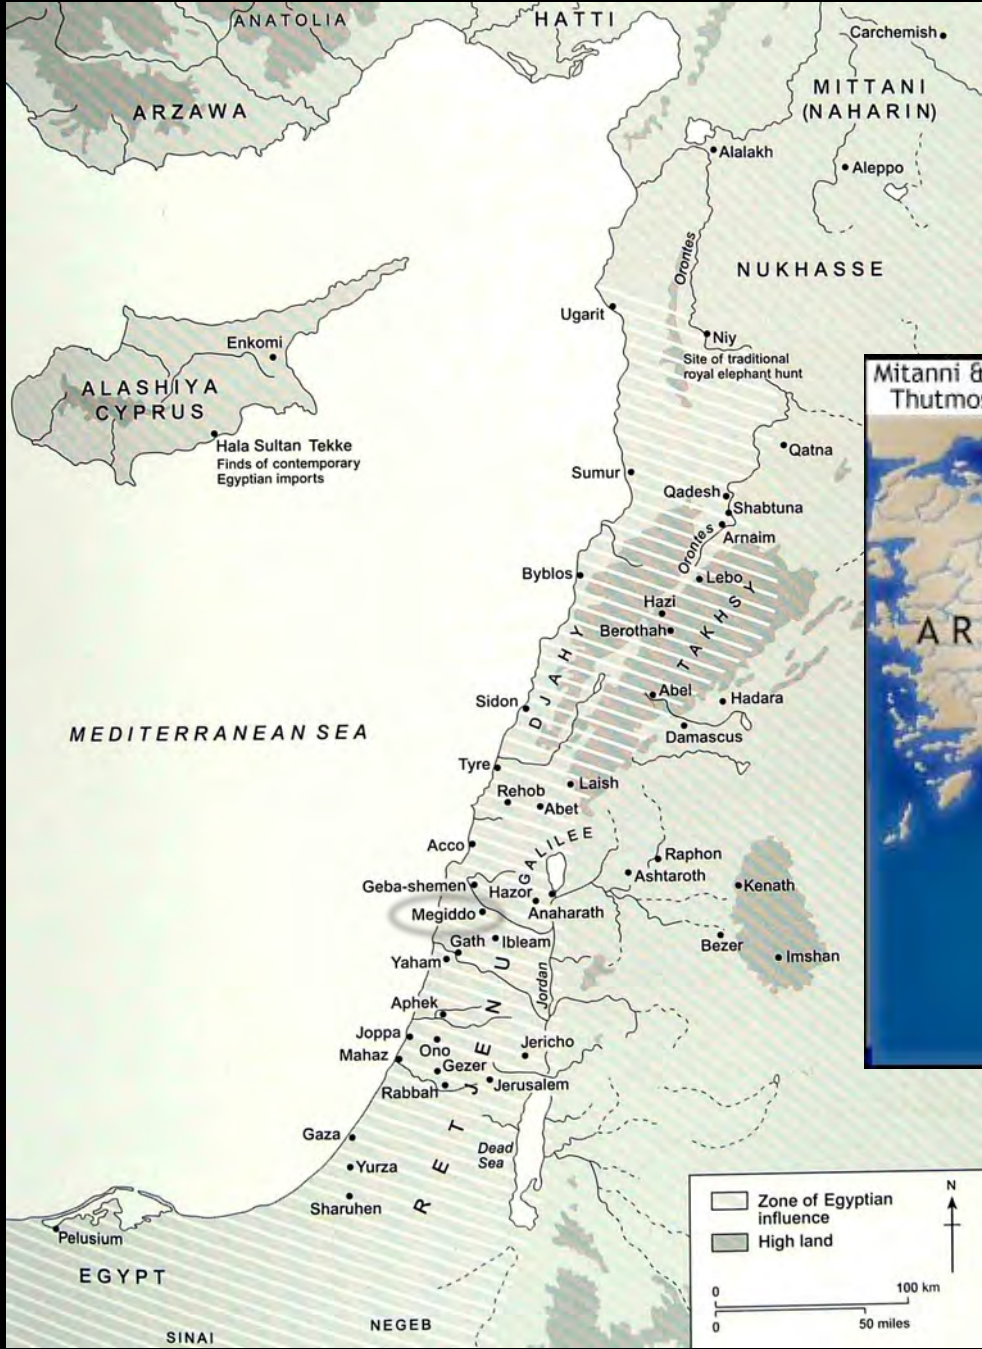 ANATOLIA
HATTI
Carchemish
ARZAWA
MITTANI
(NAHARIN)
Alalakh
Aleppo
Orontes
NUKHASSE
Ugarit
Niy
Site of traditional
royal elephant hunt
Enkomi
ALASHIYA
CYPRUS
Hala Sultan Tekke
Finds of contemporary
Egyptian imports
Mitanni &
Thutmos
Qatna
Sumur
Qadesh
Shabtuna
Arnaim
Orontes
Byblos
Lebo
Hazi
Berothah
TAKHSY
DJAHY
AR
Abel
Hadara
Sidon
Damascus
MEDITERRANEAN SEA
Tyre
Laish
Rehob
Abet
GALILEE
Acco
Raphon
Ashtaroth
Geba-shemen
Hazor
Kenath
Megiddo
Anaharath
Gath
Ibleam
Bezer
Yaham
Imshan
Jordan
Aphek
Joppa
Ono
Jericho
Mahaz
Gezer
Rabbah
Jerusalem
RETJENU
Gaza
Dead
Sea
Yurza
Sharuhen
Pelusium
EGYPT
NEGEB
SINAI
Zone of Egyptian
influence
High land
N
0 100 km
0 50 miles